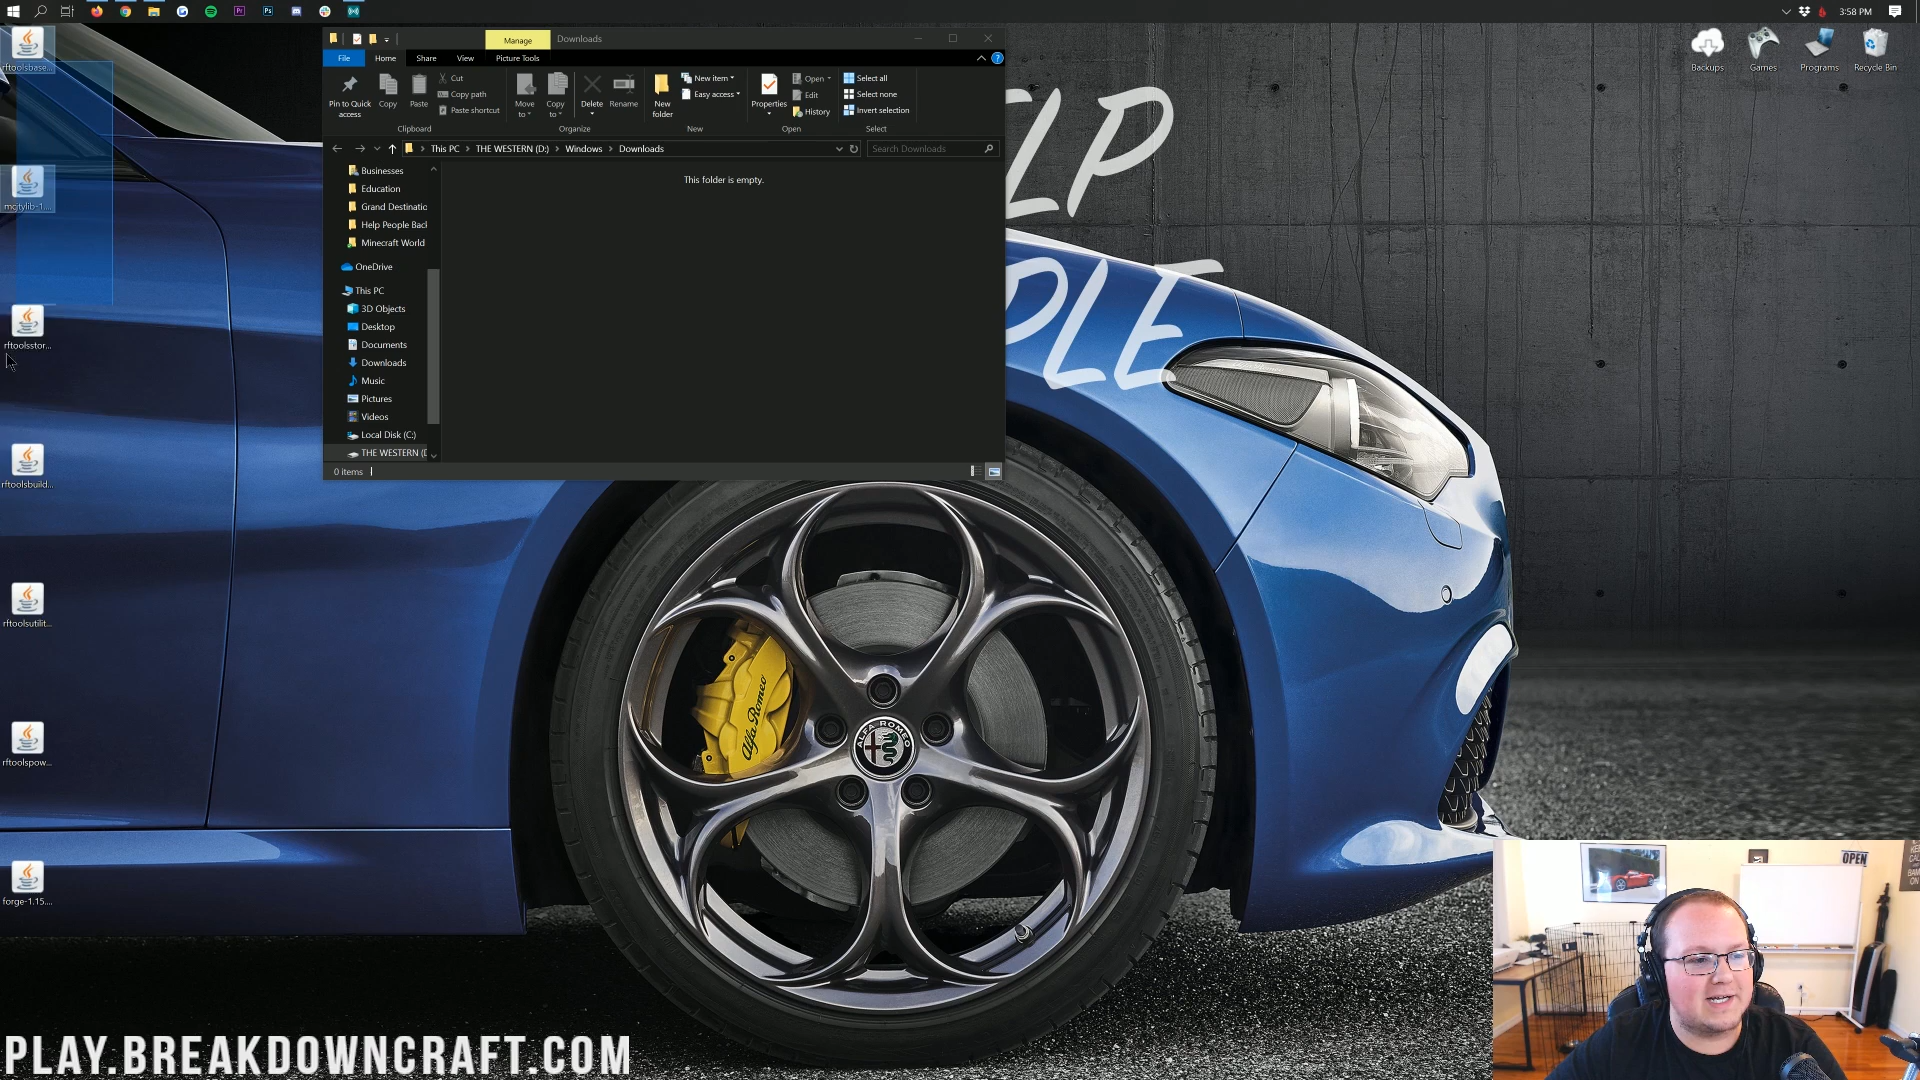 3:58 PM
rftoolsbase...
mcjtylib-1....
rftoolsstor...
rftoolsbuild...
rftoolsutilit...
rftoolspow...
forge-1.15....
Manage
Downloads
File
Home
Share
View
Picture Tools
Pin to Quick access
Copy
Paste
Cut
Copy path
Paste shortcut
Clipboard
Move to
Copy to
Delete
Rename
Organize
New folder
New item
Easy access
New
Properties
Open
Edit
History
Open
Select all
Select none
Invert selection
Select
This PC > THE WESTERN (D:) > Windows > Downloads
Search Downloads
Businesses
Education
Grand Destinatic
Help People Bacl
Minecraft World
OneDrive
This PC
3D Objects
Desktop
Documents
Downloads
Music
Pictures
Videos
Local Disk (C:)
THE WESTERN (D
This folder is empty.
0 items
Backups
Games
Programs
Recycle Bin
Alfa Romeo
ALFA ROMEO
OPEN
PLAY.BREAKDOWNCRAFT.COM